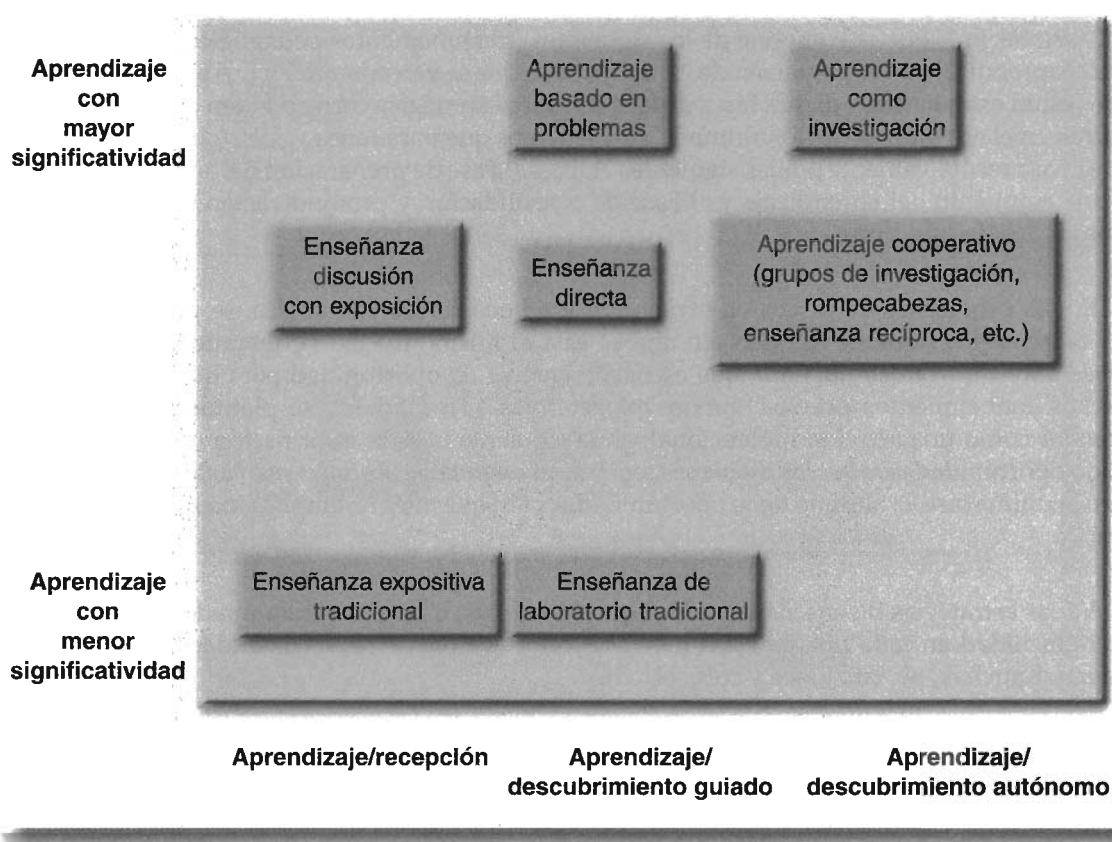 Aprendizaje
con
mayor
significatividad
Aprendizaje
basado en
problemas
Aprendizaje
como
investigación
Enseñanza
discusión
con exposición
Enseñanza
directa
Aprendizaje cooperativo
(grupos de investigación,
rompecabezas,
enseñanza recíproca, etc.)
Aprendizaje
con
menor
significatividad
Enseñanza expositiva
tradicional
Enseñanza de
laboratorio tradicional
Aprendizaje/recepción
Aprendizaje/
descubrimiento guiado
Aprendizaje/
descubrimiento autónomo